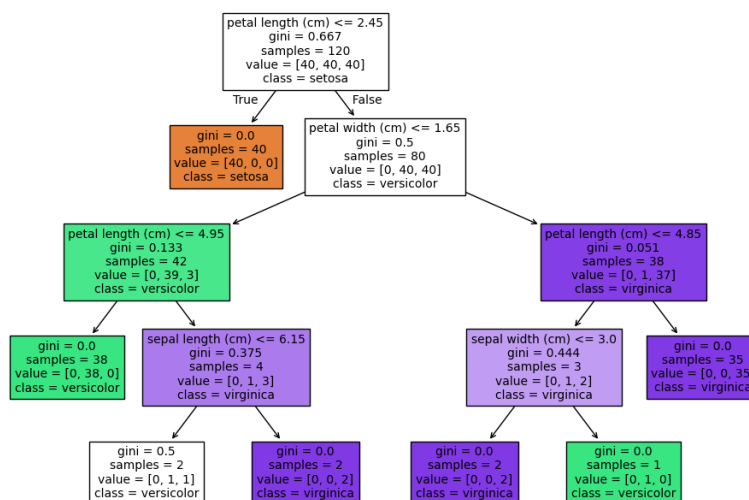 petal length (cm) <= 2.45
gini = 0.667
samples = 120
value = [40, 40, 40]
class = setosa
True
False
gini = 0.0
samples = 40
value = [40, 0, 0]
class = setosa
petal width (cm) <= 1.65
gini = 0.5
samples = 80
value = [0, 40, 40]
class = versicolor
petal length (cm) <= 4.95
gini = 0.133
samples = 42
value = [0, 39, 3]
class = versicolor
petal length (cm) <= 4.85
gini = 0.051
samples = 38
value = [0, 1, 37]
class = virginica
gini = 0.0
samples = 38
value = [0, 38, 0]
class = versicolor
sepal length (cm) <= 6.15
gini = 0.375
samples = 4
value = [0, 1, 3]
class = virginica
sepal width (cm) <= 3.0
gini = 0.444
samples = 3
value = [0, 1, 2]
class = virginica
gini = 0.0
samples = 35
value = [0, 0, 35]
class = virginica
gini = 0.5
samples = 2
value = [0, 1, 1]
class = versicolor
gini = 0.0
samples = 2
value = [0, 0, 2]
class = virginica
gini = 0.0
samples = 2
value = [0, 0, 2]
class = virginica
gini = 0.0
samples = 1
value = [0, 1, 0]
class = versicolor